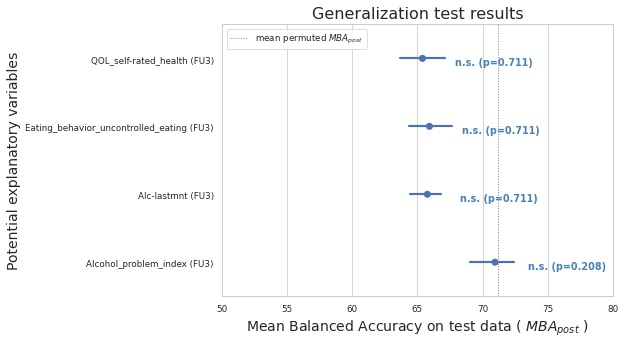 Generalization test results
mean permuted MBA_post
Potential explanatory variables
QOL_self-rated_health (FU3)
n.s. (p=0.711)
Eating_behavior_uncontrolled_eating (FU3)
n.s. (p=0.711)
Alc-lastmnt (FU3)
n.s. (p=0.711)
Alcohol_problem_index (FU3)
n.s. (p=0.208)
50 55 60 65 70 75 80
Mean Balanced Accuracy on test data ( MBA_post )